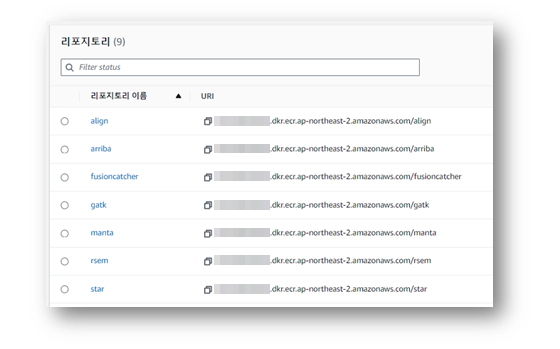 리포지토리 (9)
Filter status
리포지토리 이름 ▲ URI
align .dkr.ecr.ap-northeast-2.amazonaws.com/align
arriba .dkr.ecr.ap-northeast-2.amazonaws.com/arriba
fusioncatcher .dkr.ecr.ap-northeast-2.amazonaws.com/fusioncatcher
gatk .dkr.ecr.ap-northeast-2.amazonaws.com/gatk
manta .dkr.ecr.ap-northeast-2.amazonaws.com/manta
rsem .dkr.ecr.ap-northeast-2.amazonaws.com/rsem
star .dkr.ecr.ap-northeast-2.amazonaws.com/star